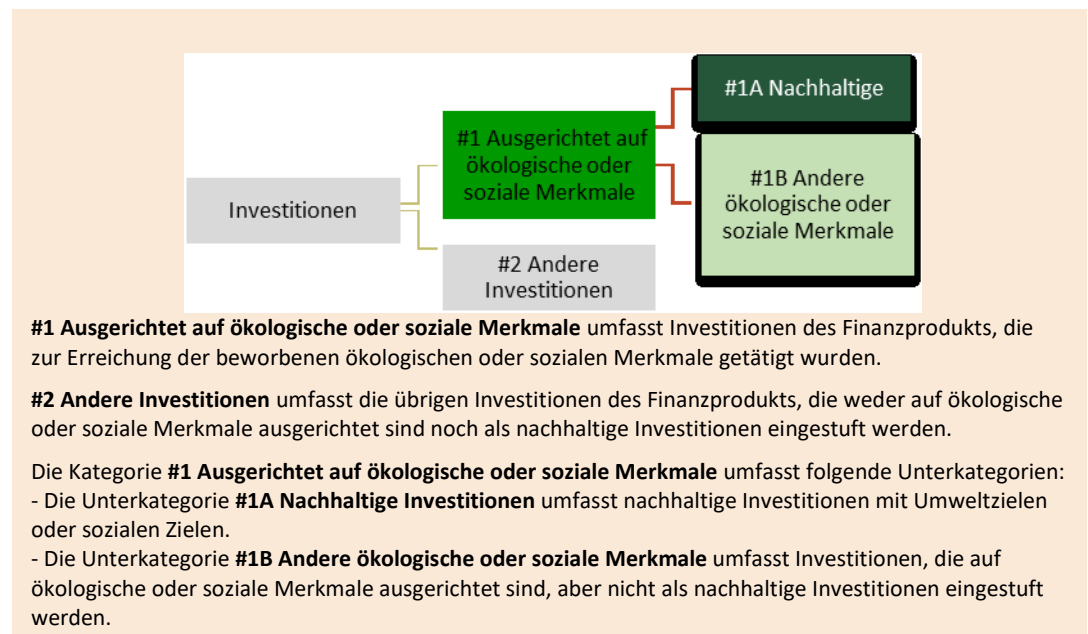 #1A Nachhaltige
#1 Ausgerichtet auf
ökologische oder
soziale Merkmale
#1B Andere
ökologische oder
soziale Merkmale
Investitionen
#2 Andere
Investitionen
#1 Ausgerichtet auf ökologische oder soziale Merkmale umfasst Investitionen des Finanzprodukts, die
zur Erreichung der beworbenen ökologischen oder sozialen Merkmale getätigt wurden.
#2 Andere Investitionen umfasst die übrigen Investitionen des Finanzprodukts, die weder auf ökologische
oder soziale Merkmale ausgerichtet sind noch als nachhaltige Investitionen eingestuft werden.
Die Kategorie #1 Ausgerichtet auf ökologische oder soziale Merkmale umfasst folgende Unterkategorien:
- Die Unterkategorie #1A Nachhaltige Investitionen umfasst nachhaltige Investitionen mit Umweltzielen
oder sozialen Zielen.
- Die Unterkategorie #1B Andere ökologische oder soziale Merkmale umfasst Investitionen, die auf
ökologische oder soziale Merkmale ausgerichtet sind, aber nicht als nachhaltige Investitionen eingestuft
werden.